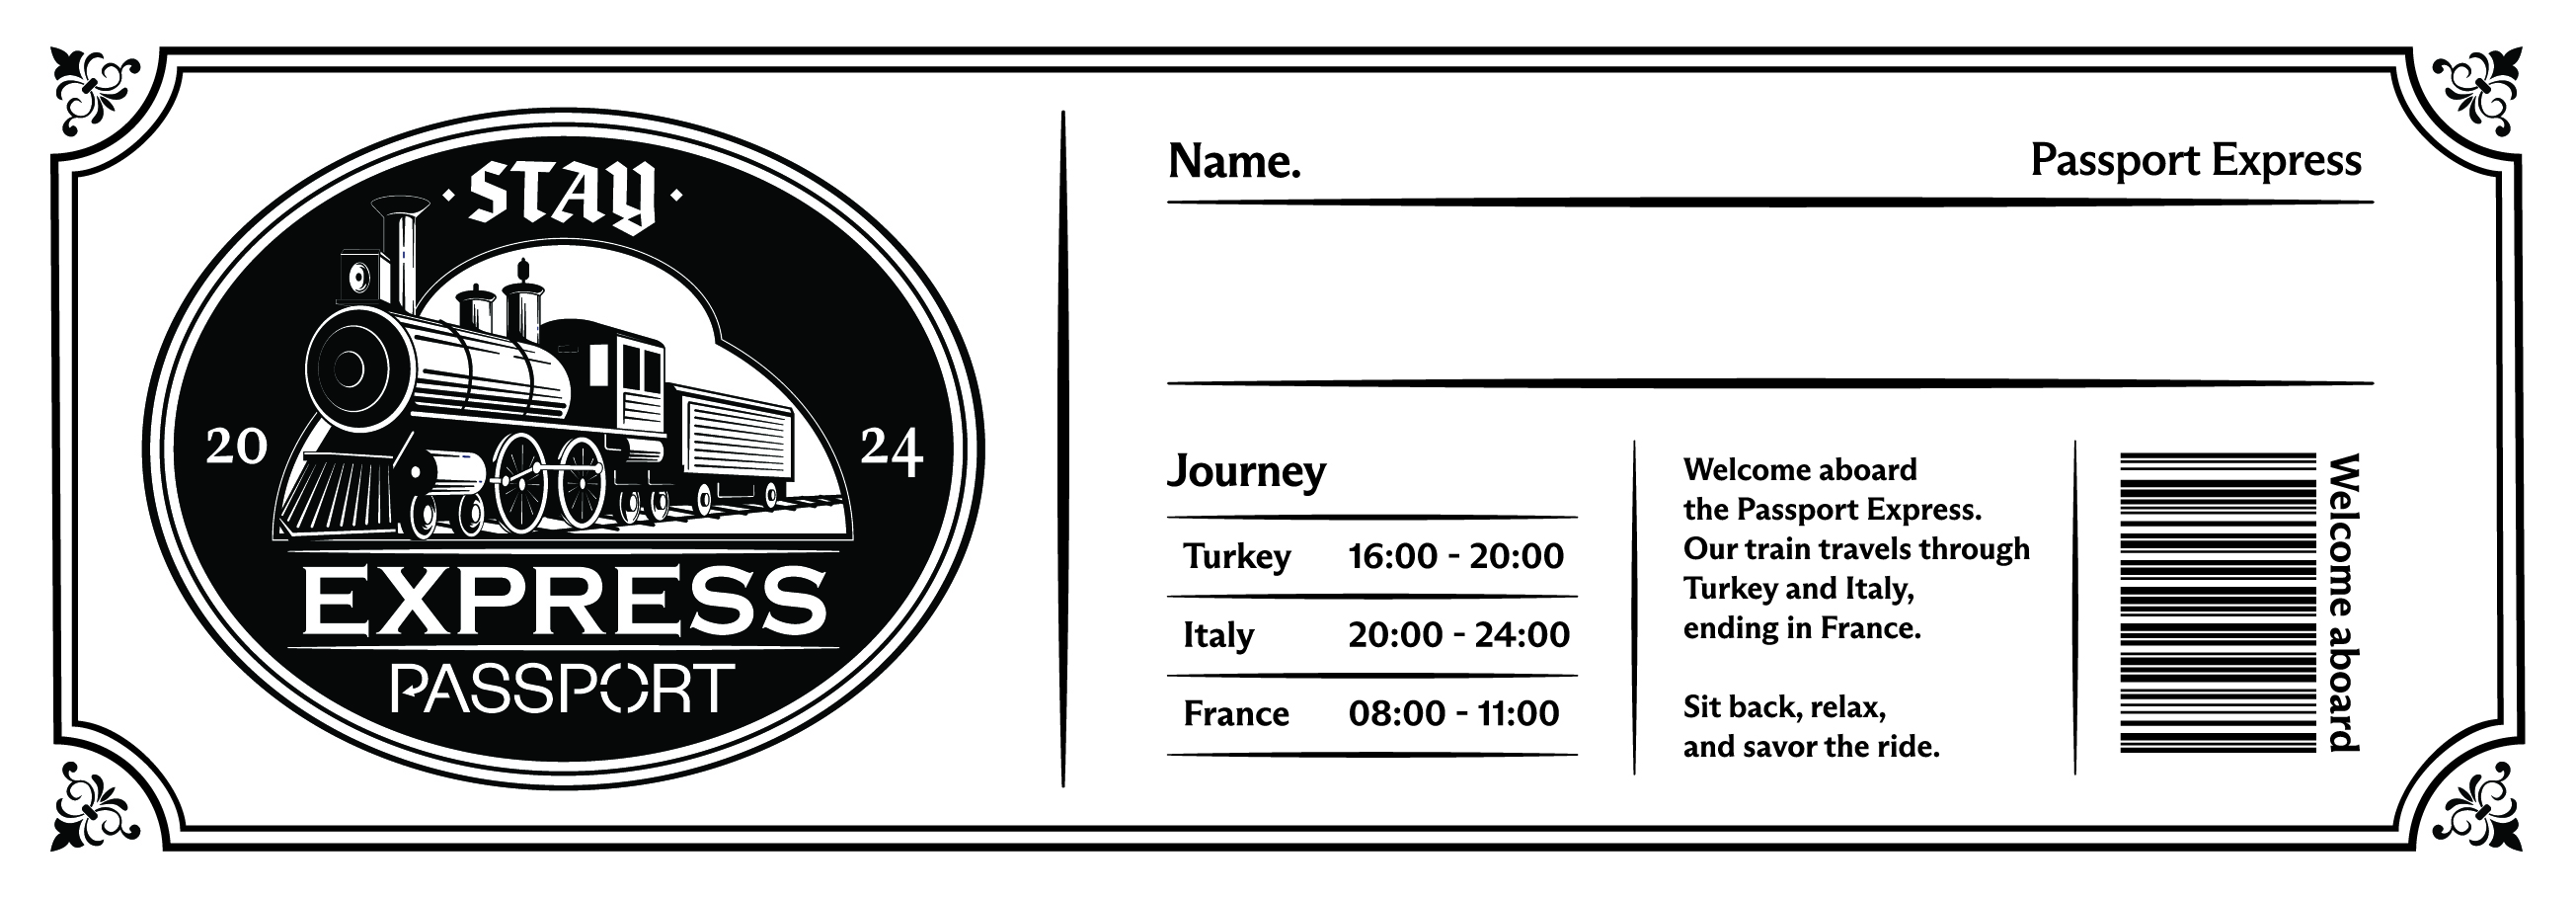 STAY
20 24
EXPRESS
PASSPORT
Name. Passport Express
Journey
Turkey 16:00 - 20:00
Italy 20:00 - 24:00
France 08:00 - 11:00
Welcome aboard
the Passport Express.
Our train travels through
Turkey and Italy,
ending in France.
Sit back, relax,
and savor the ride.
Welcome aboard